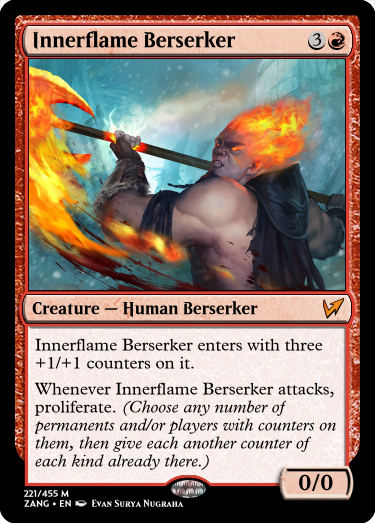 Innerflame Berserker 3
Creature — Human Berserker
Innerflame Berserker enters with three
+1/+1 counters on it.
Whenever Innerflame Berserker attacks,
proliferate. (Choose any number of
permanents and/or players with counters on
them, then give each another counter of
each kind already there.)
0/0
221/455 M
ZANG • EN Evan Surya Nugraha